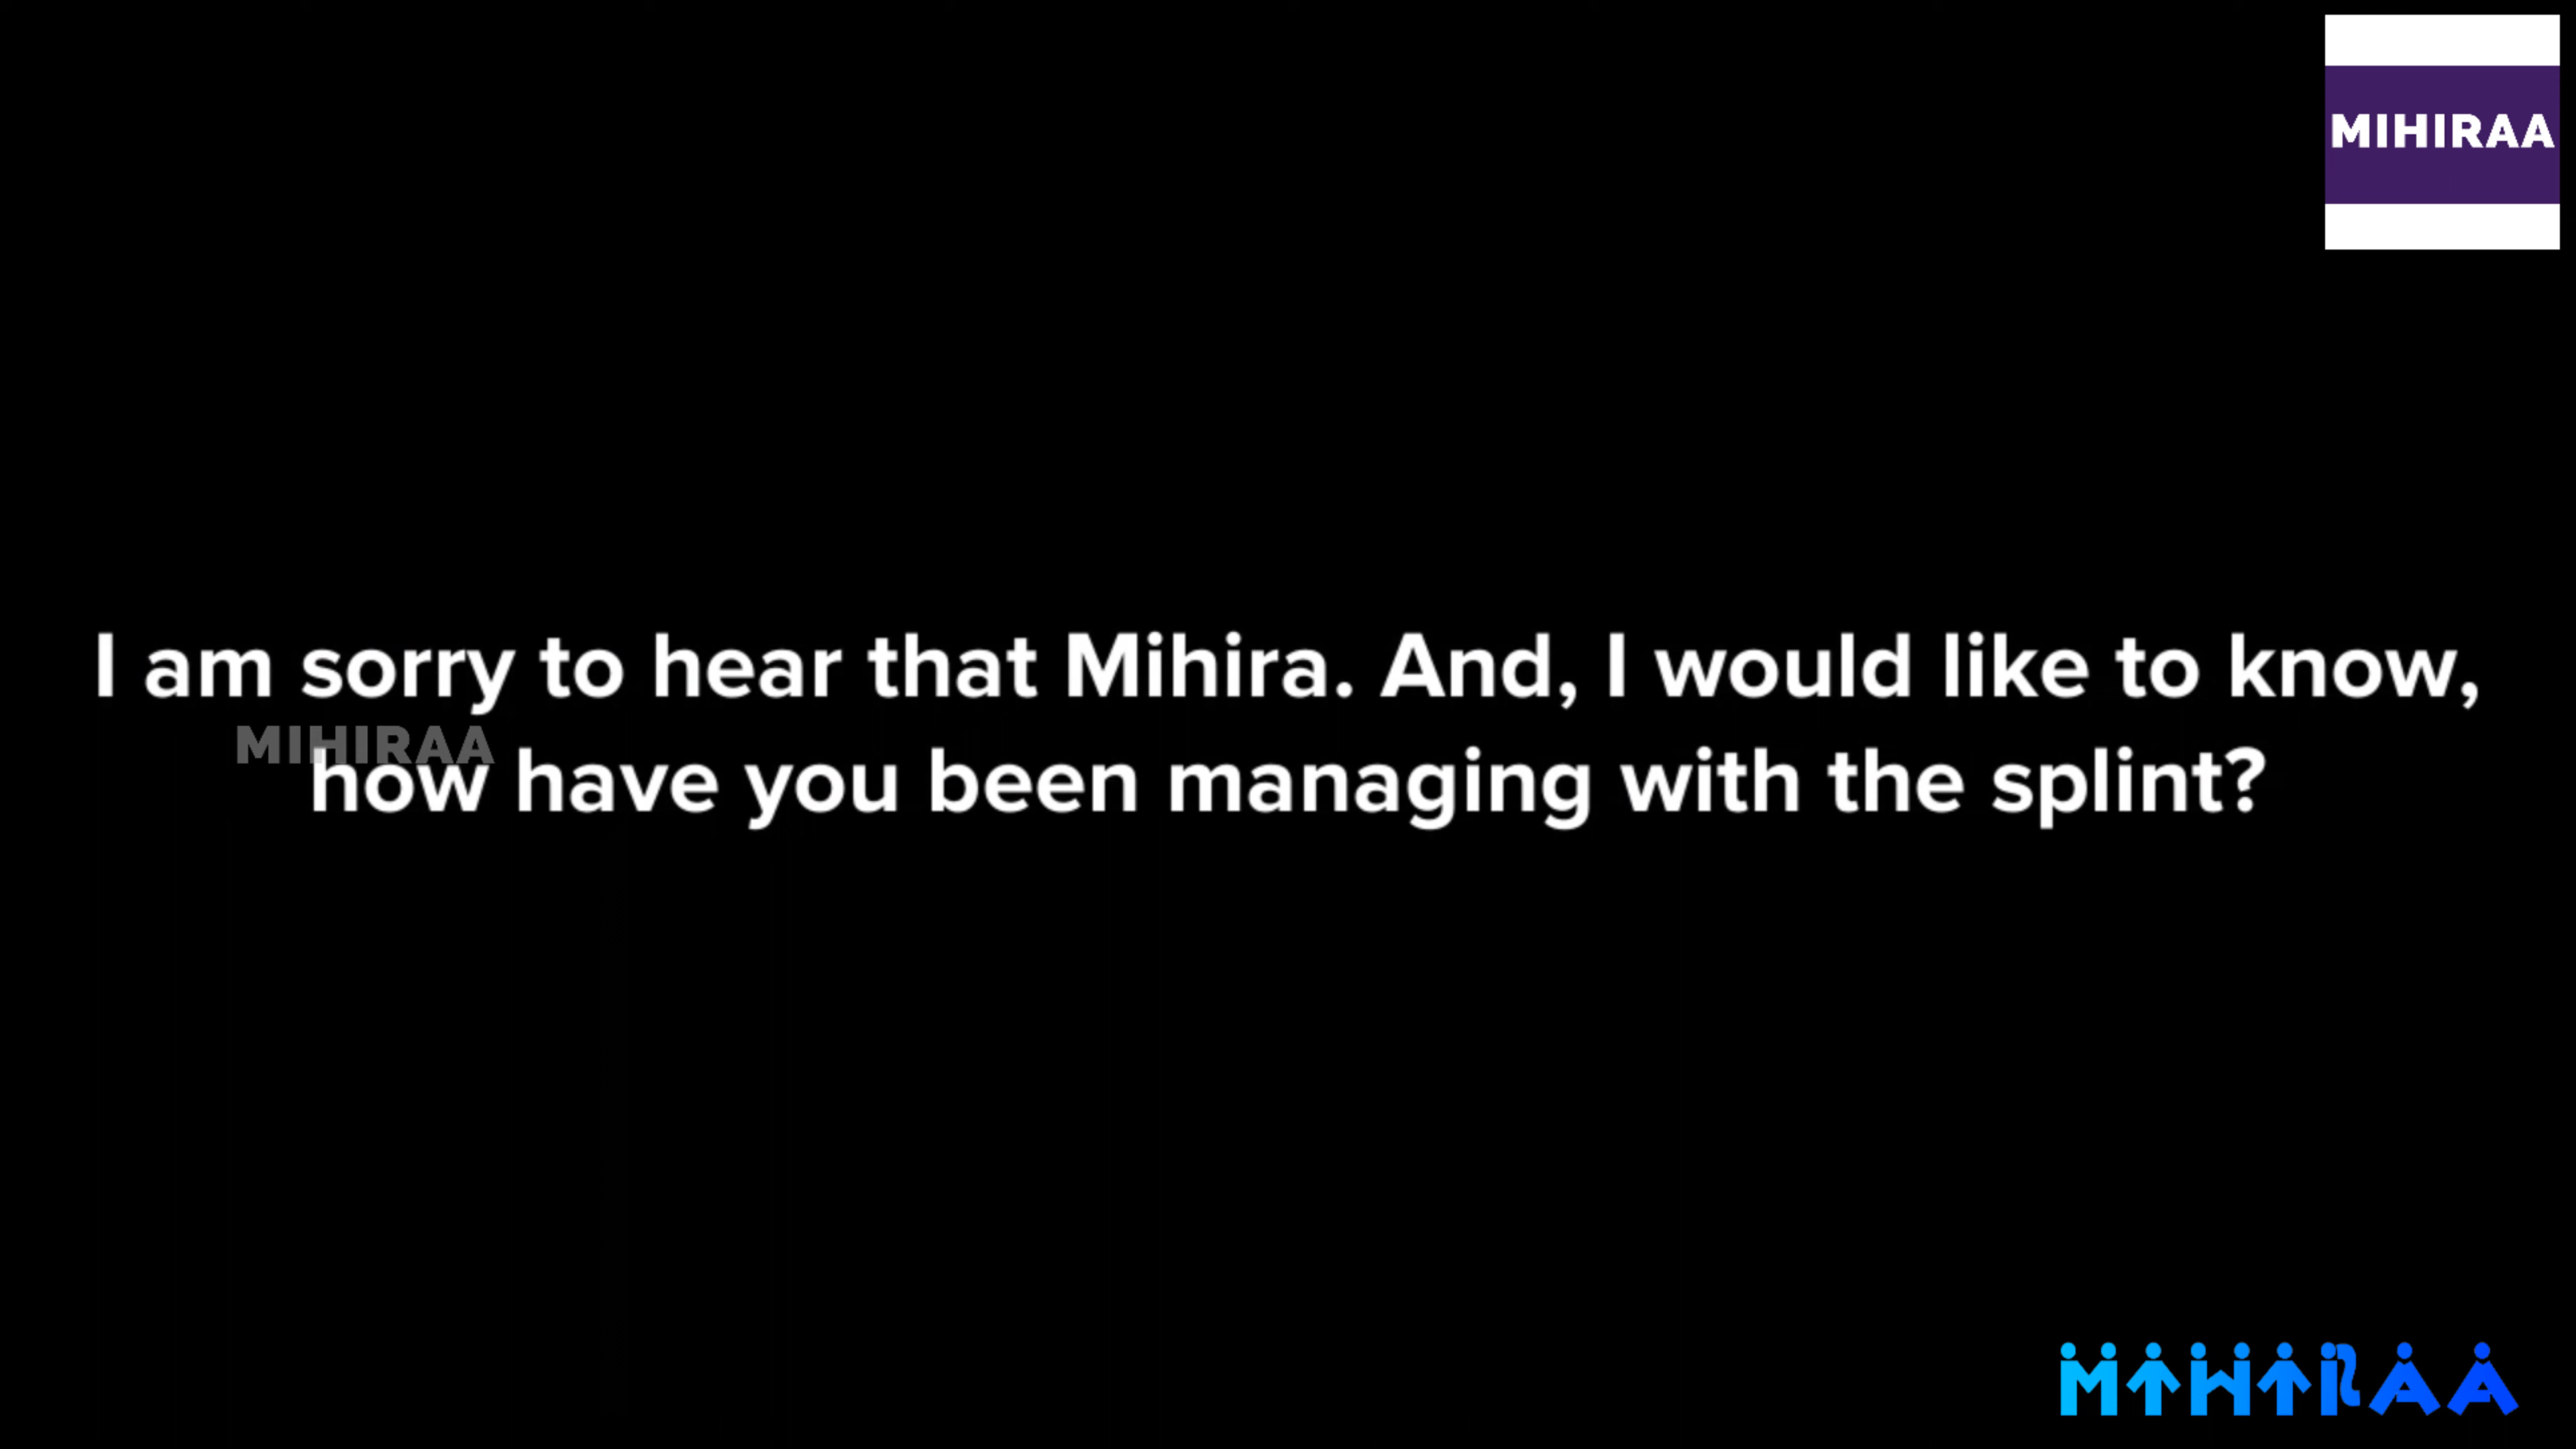 MIHIRAA
I am sorry to hear that Mihira. And, I would like to know,
MIHIRAA
how have you been managing with the splint?
MIHIRAA